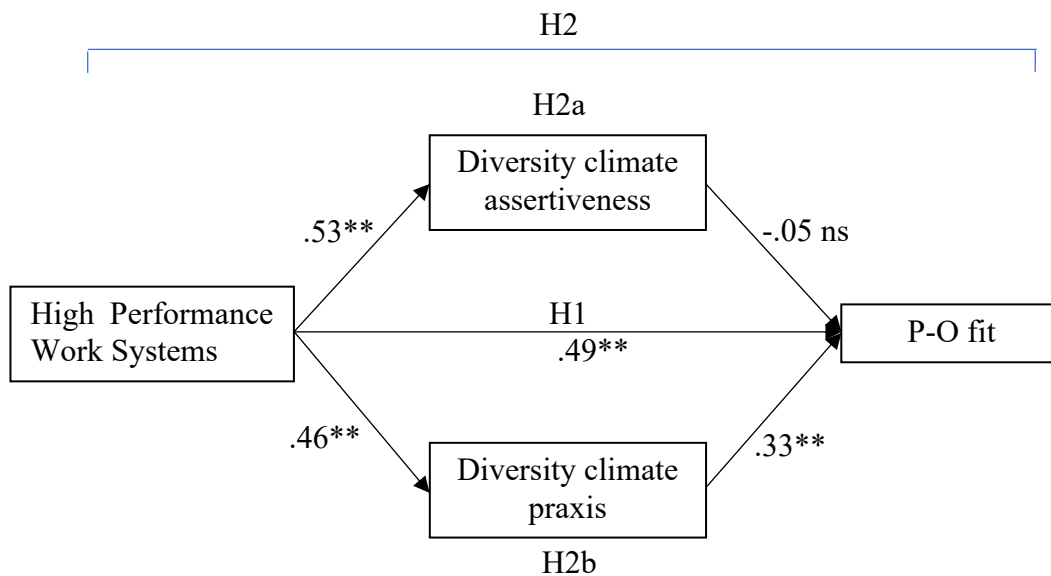 H2
H2a
Diversity climate
assertiveness
.53**
-.05 ns
High Performance
Work Systems
H1
.49**
P-O fit
.46**
.33**
Diversity climate
praxis
H2b